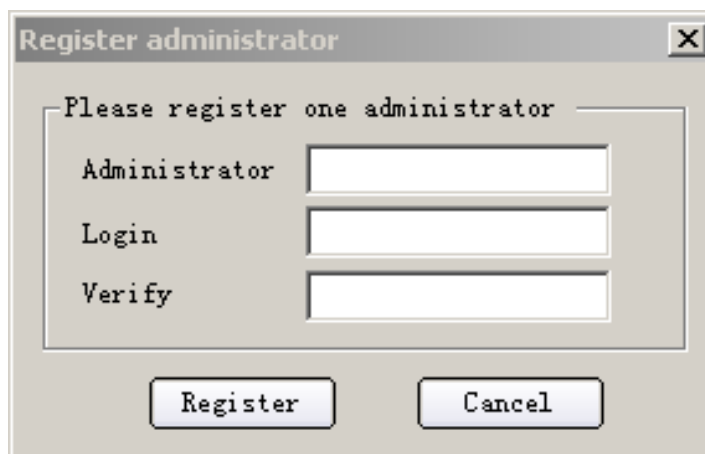 Register administrator
Please register one administrator
Administrator
Login
Verify
Register Cancel